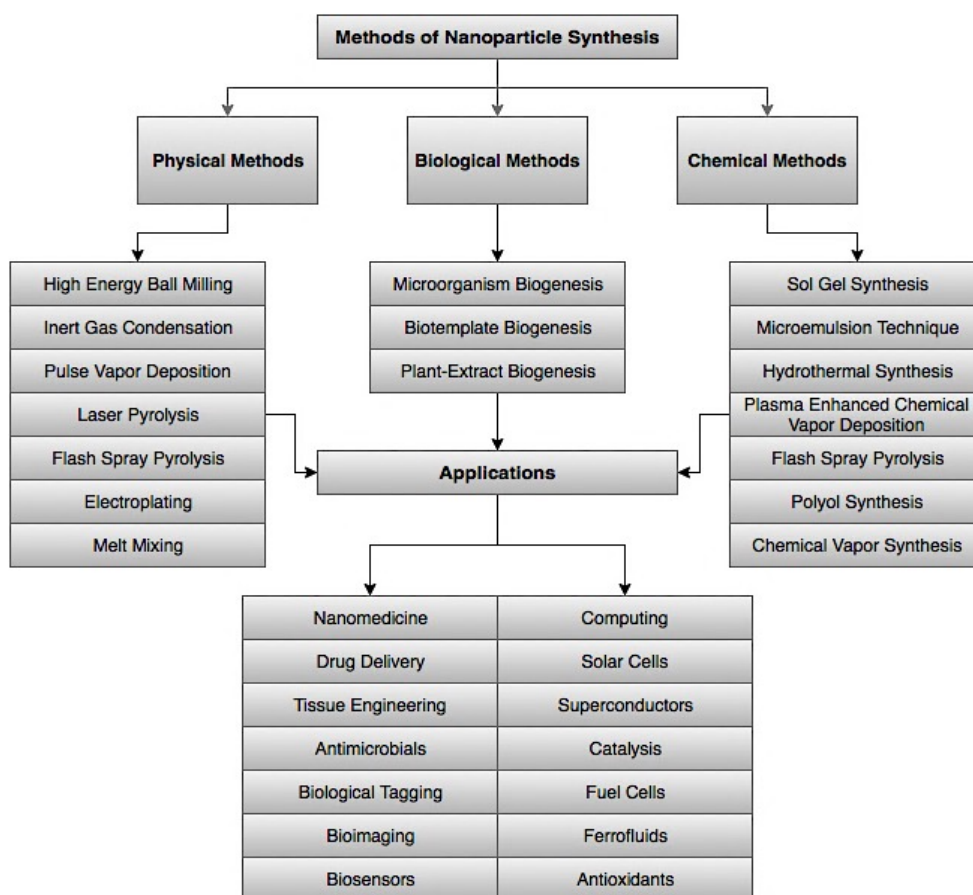 Methods of Nanoparticle Synthesis
Physical Methods
Biological Methods
Chemical Methods
High Energy Ball Milling
Inert Gas Condensation
Pulse Vapor Deposition
Laser Pyrolysis
Flash Spray Pyrolysis
Electroplating
Melt Mixing
Microorganism Biogenesis
Biotemplate Biogenesis
Plant-Extract Biogenesis
Sol Gel Synthesis
Microemulsion Technique
Hydrothermal Synthesis
Plasma Enhanced Chemical
Vapor Deposition
Flash Spray Pyrolysis
Polyol Synthesis
Chemical Vapor Synthesis
Applications
Nanomedicine
Drug Delivery
Tissue Engineering
Antimicrobials
Biological Tagging
Bioimaging
Biosensors
Computing
Solar Cells
Superconductors
Catalysis
Fuel Cells
Ferrofluids
Antioxidants